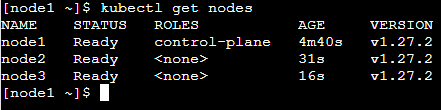 [node1 ~]$ kubectl get nodes
NAME    STATUS   ROLES           AGE     VERSION
node1   Ready    control-plane   4m40s   v1.27.2
node2   Ready    <none>          31s     v1.27.2
node3   Ready    <none>          16s     v1.27.2
[node1 ~]$